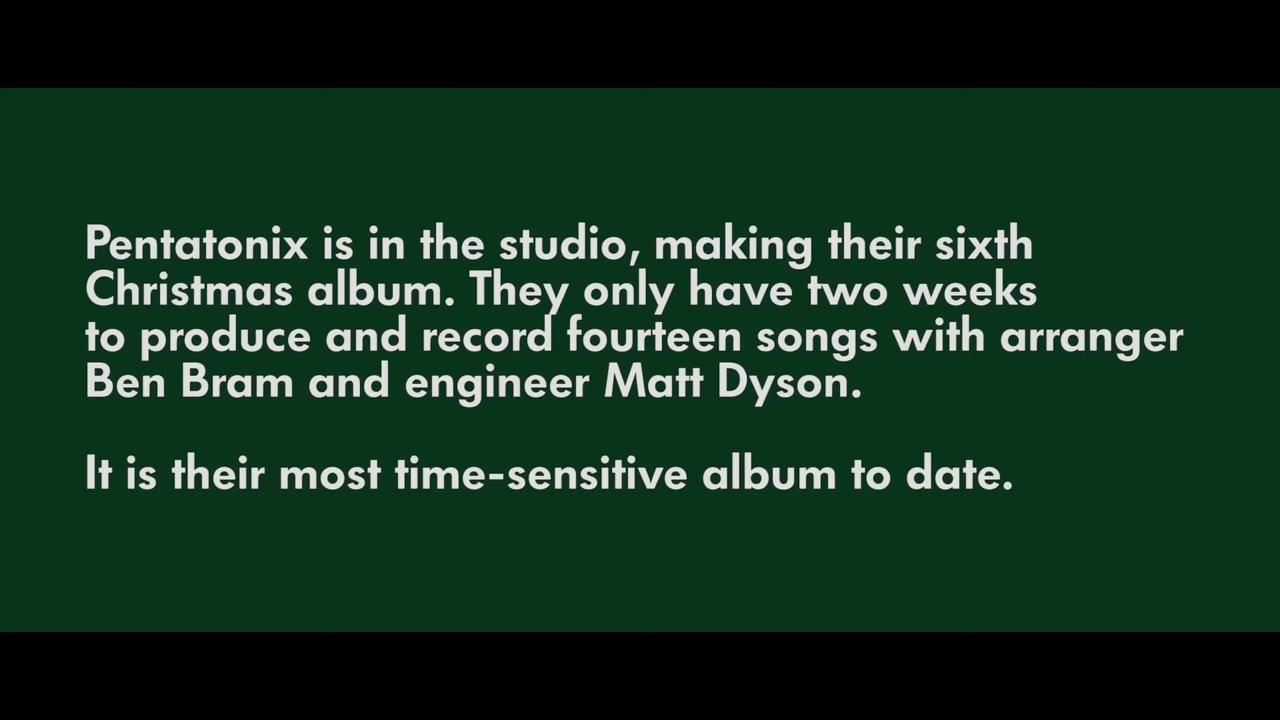 Pentatonix is in the studio, making their sixth
Christmas album. They only have two weeks
to produce and record fourteen songs with arranger
Ben Bram and engineer Matt Dyson.
It is their most time-sensitive album to date.